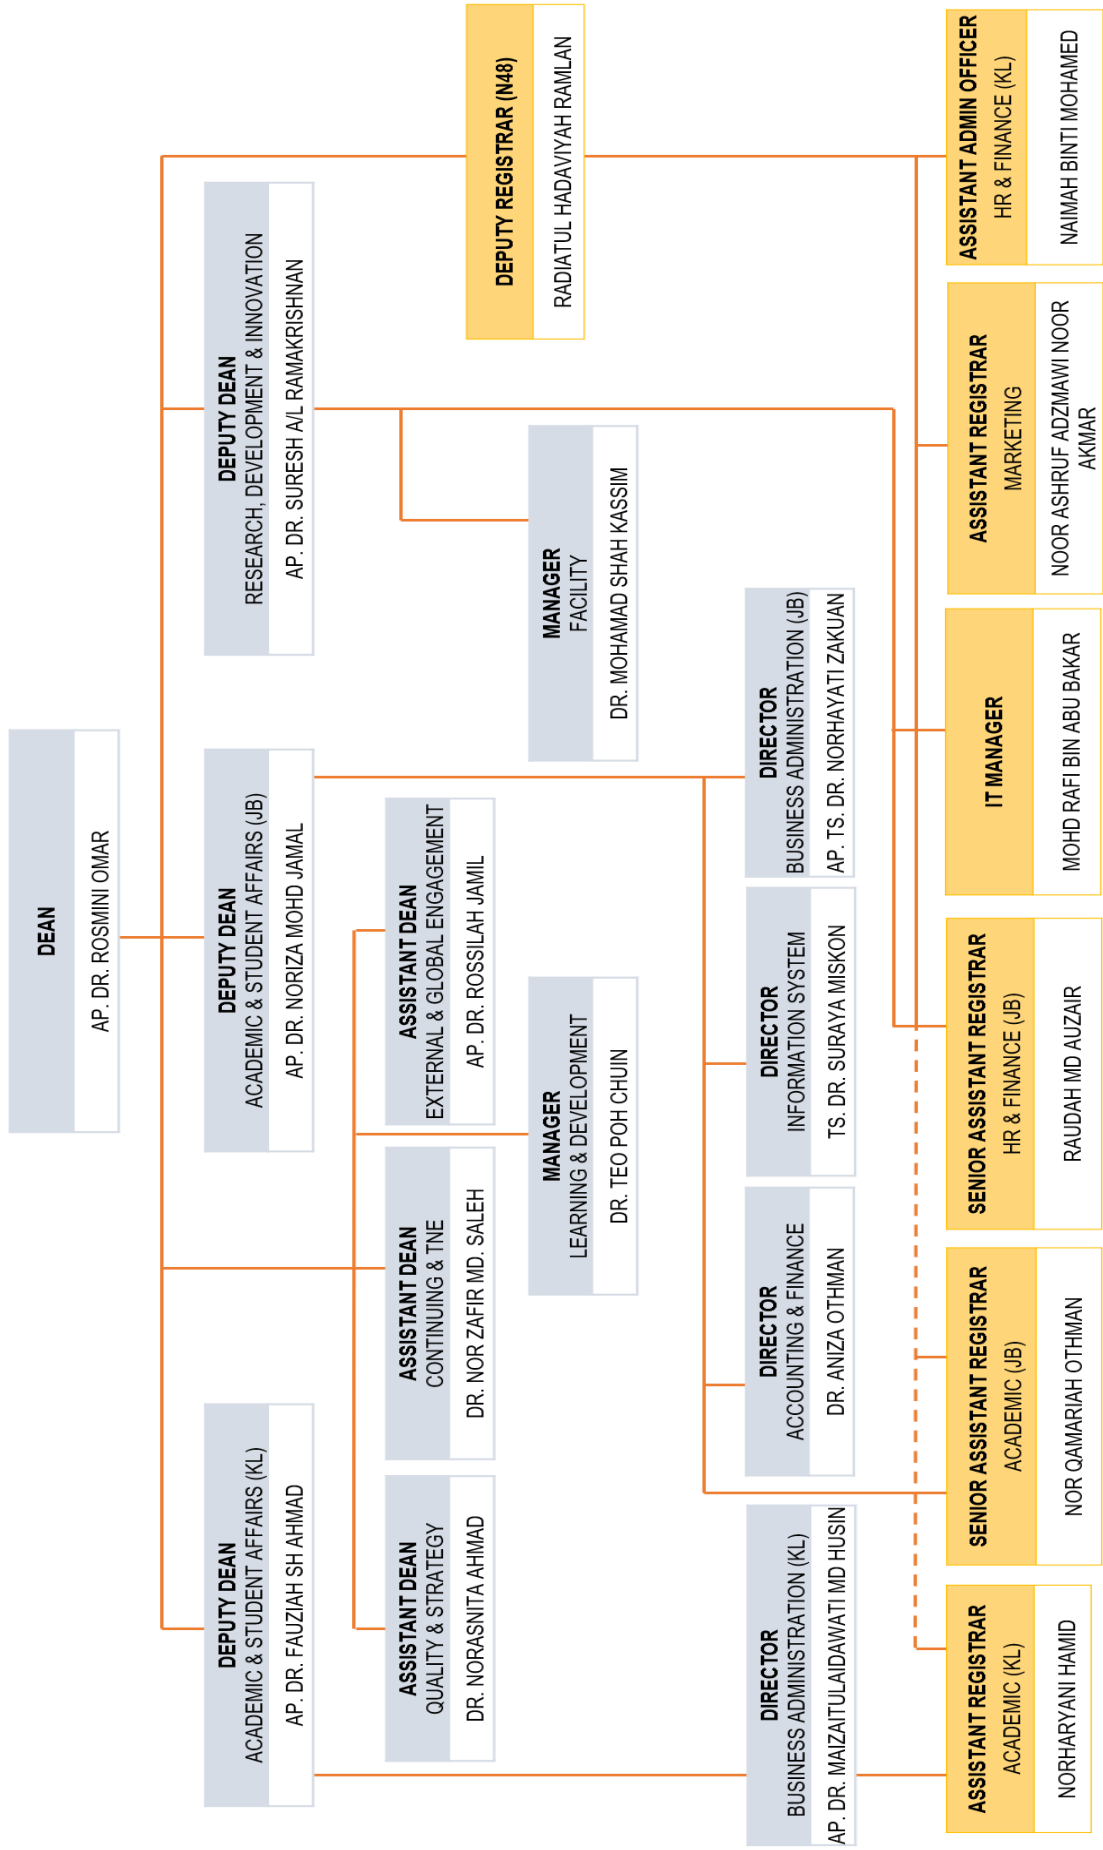 DEAN
AP. DR. ROSMINI OMAR
DEPUTY DEAN
ACADEMIC & STUDENT AFFAIRS (KL)
AP. DR. FAUZIAH SH AHMAD
DEPUTY DEAN
ACADEMIC & STUDENT AFFAIRS (JB)
AP. DR. NORIZA MOHD JAMAL
DEPUTY DEAN
RESEARCH, DEVELOPMENT & INNOVATION
AP. DR. SURESH A/L RAMAKRISHNAN
ASSISTANT DEAN
QUALITY & STRATEGY
DR. NORASNITA AHMAD
ASSISTANT DEAN
CONTINUING & TNE
DR. NOR ZAFIR MD. SALEH
ASSISTANT DEAN
EXTERNAL & GLOBAL ENGAGEMENT
AP. DR. ROSSILAH JAMIL
DEPUTY REGISTRAR (N48)
RADIATUL HADAVIYAH RAMLAN
MANAGER
LEARNING & DEVELOPMENT
DR. TEO POH CHUIN
MANAGER
FACILITY
DR. MOHAMAD SHAH KASSIM
DIRECTOR
BUSINESS ADMINISTRATION (KL)
AP. DR. MAIZAITULAIDAWATI MD HUSIN
DIRECTOR
ACCOUNTING & FINANCE
DR. ANIZA OTHMAN
DIRECTOR
INFORMATION SYSTEM
TS. DR. SURAYA MISKON
DIRECTOR
BUSINESS ADMINISTRATION (JB)
AP. TS. DR. NORHAYATI ZAKUAN
ASSISTANT REGISTRAR
ACADEMIC (KL)
NORHARYANI HAMID
SENIOR ASSISTANT REGISTRAR
ACADEMIC (JB)
NOR QAMARIAH OTHMAN
SENIOR ASSISTANT REGISTRAR
HR & FINANCE (JB)
RAUDAH MD AUZAIR
IT MANAGER
MOHD RAFI BIN ABU BAKAR
ASSISTANT REGISTRAR
MARKETING
NOOR ASHRUF ADZMAWI NOOR
AKMAR
ASSISTANT ADMIN OFFICER
HR & FINANCE (KL)
NAIMAH BINTI MOHAMED